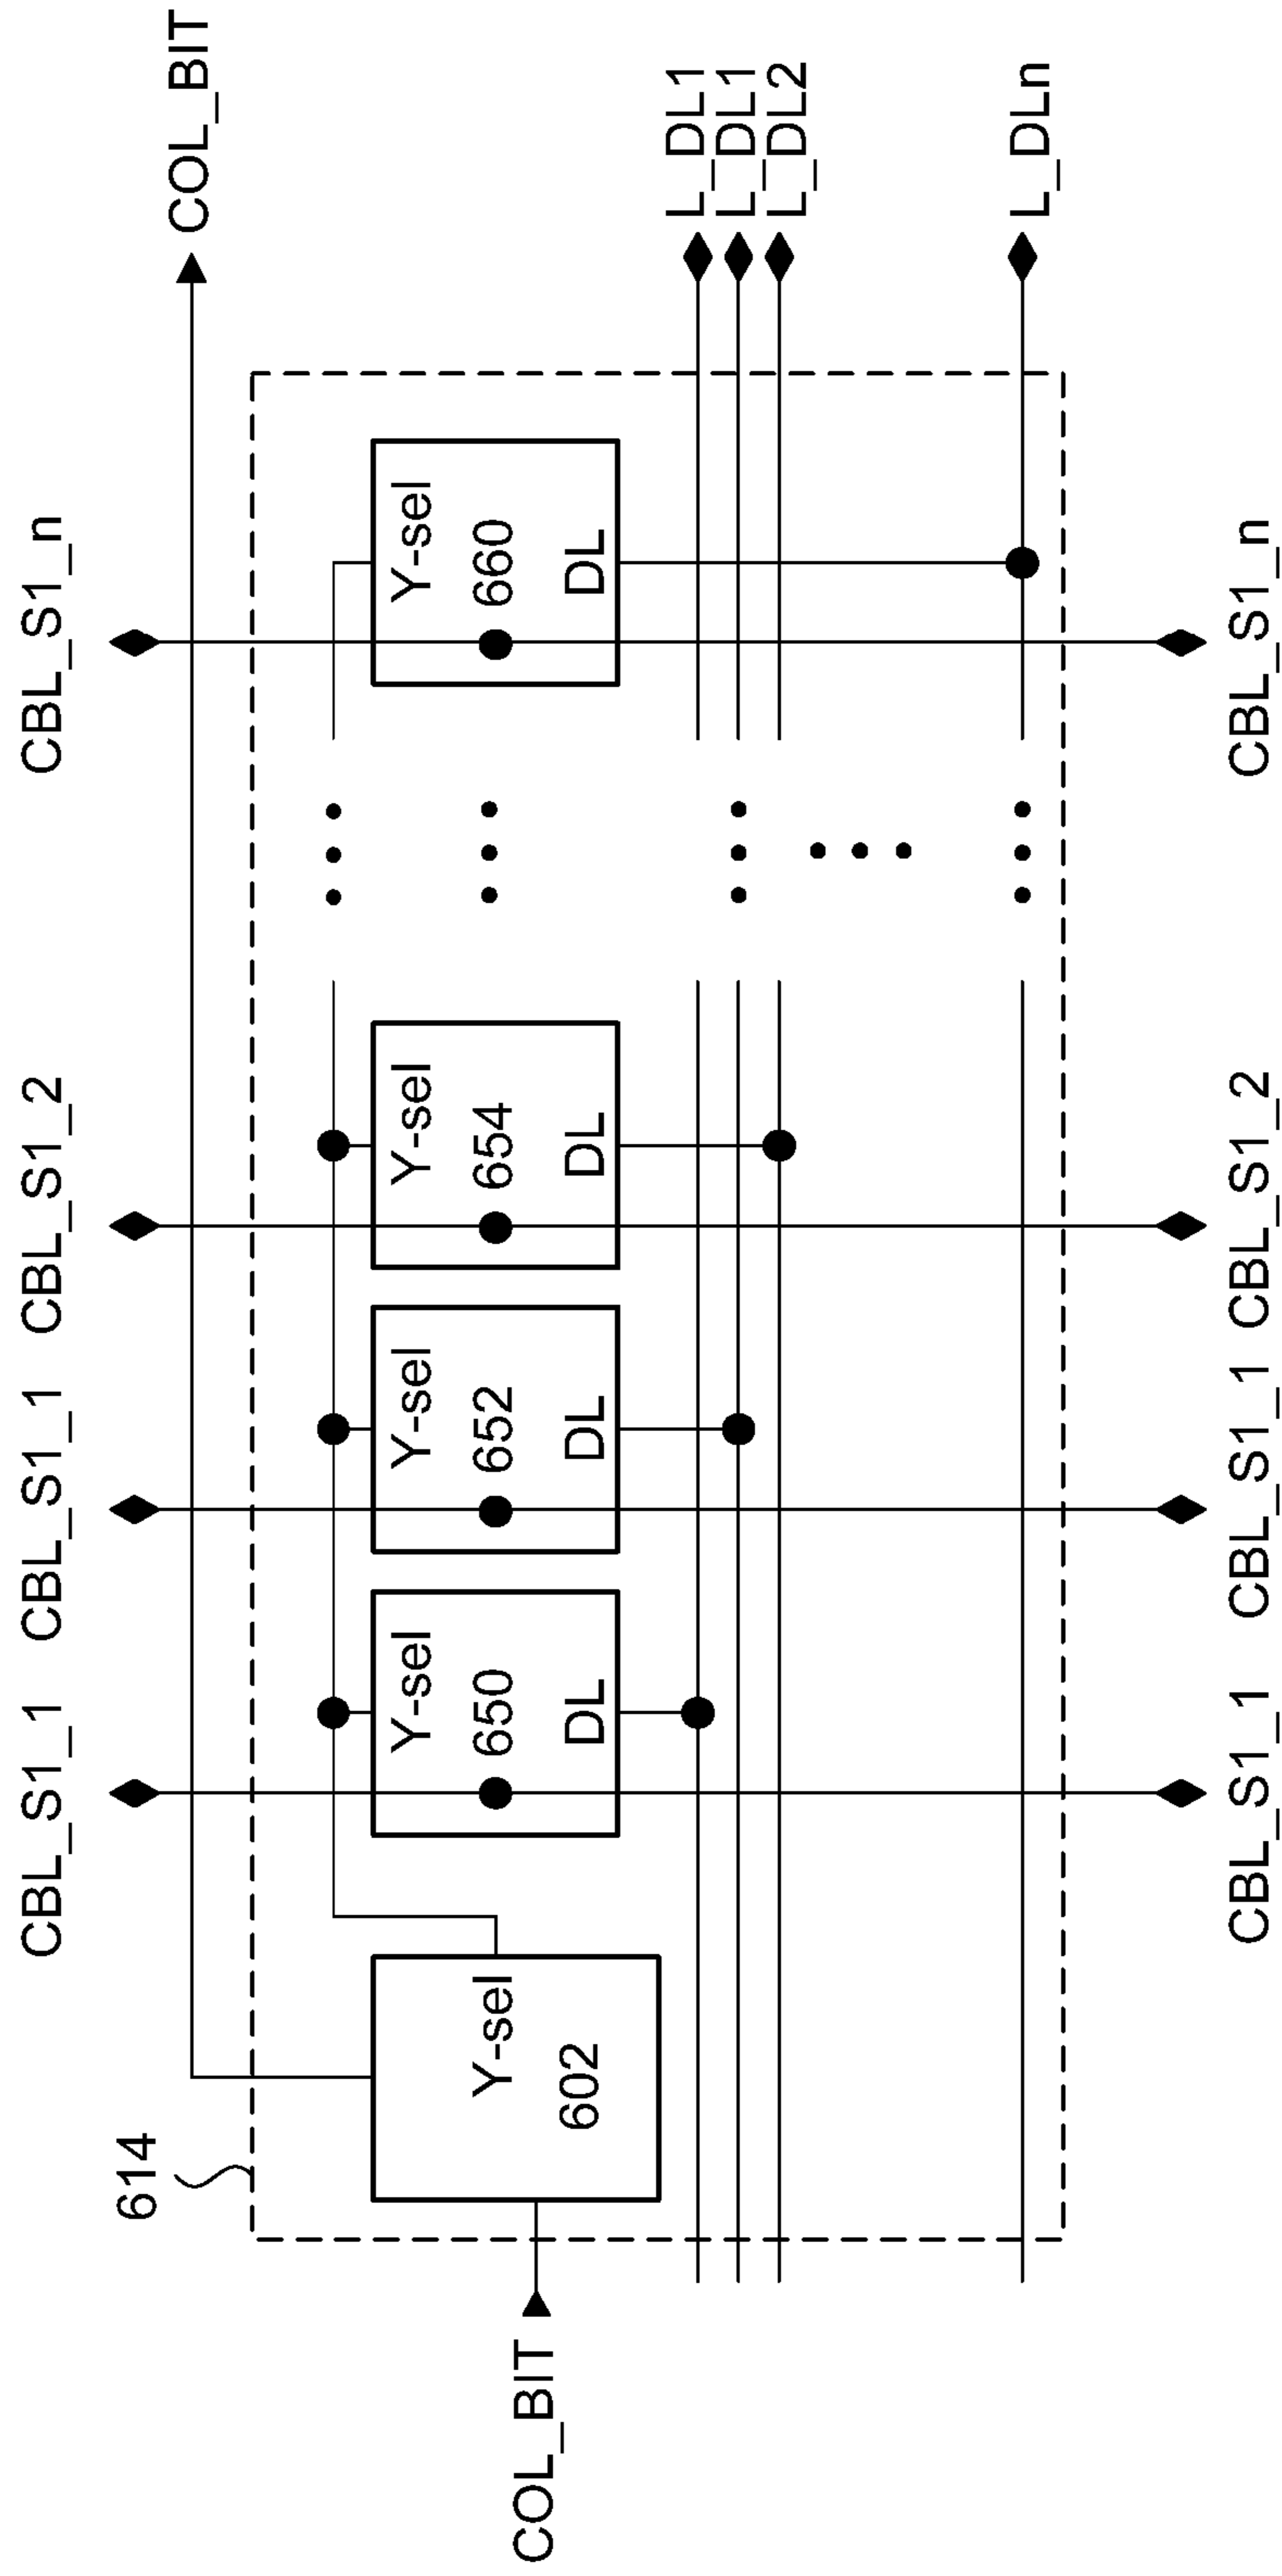 CBL_S1_1 CBL_S1_1 CBL_S1_2 CBL_S1_n
614
COL_BIT
Y-sel
650
DL
Y-sel
652
DL
Y-sel
654
DL
Y-sel
660
DL
Y-sel
602
COL_BIT
L_DL1
L_DL1
L_DL2
L_DLn
CBL_S1_1 CBL_S1_1 CBL_S1_2 CBL_S1_n